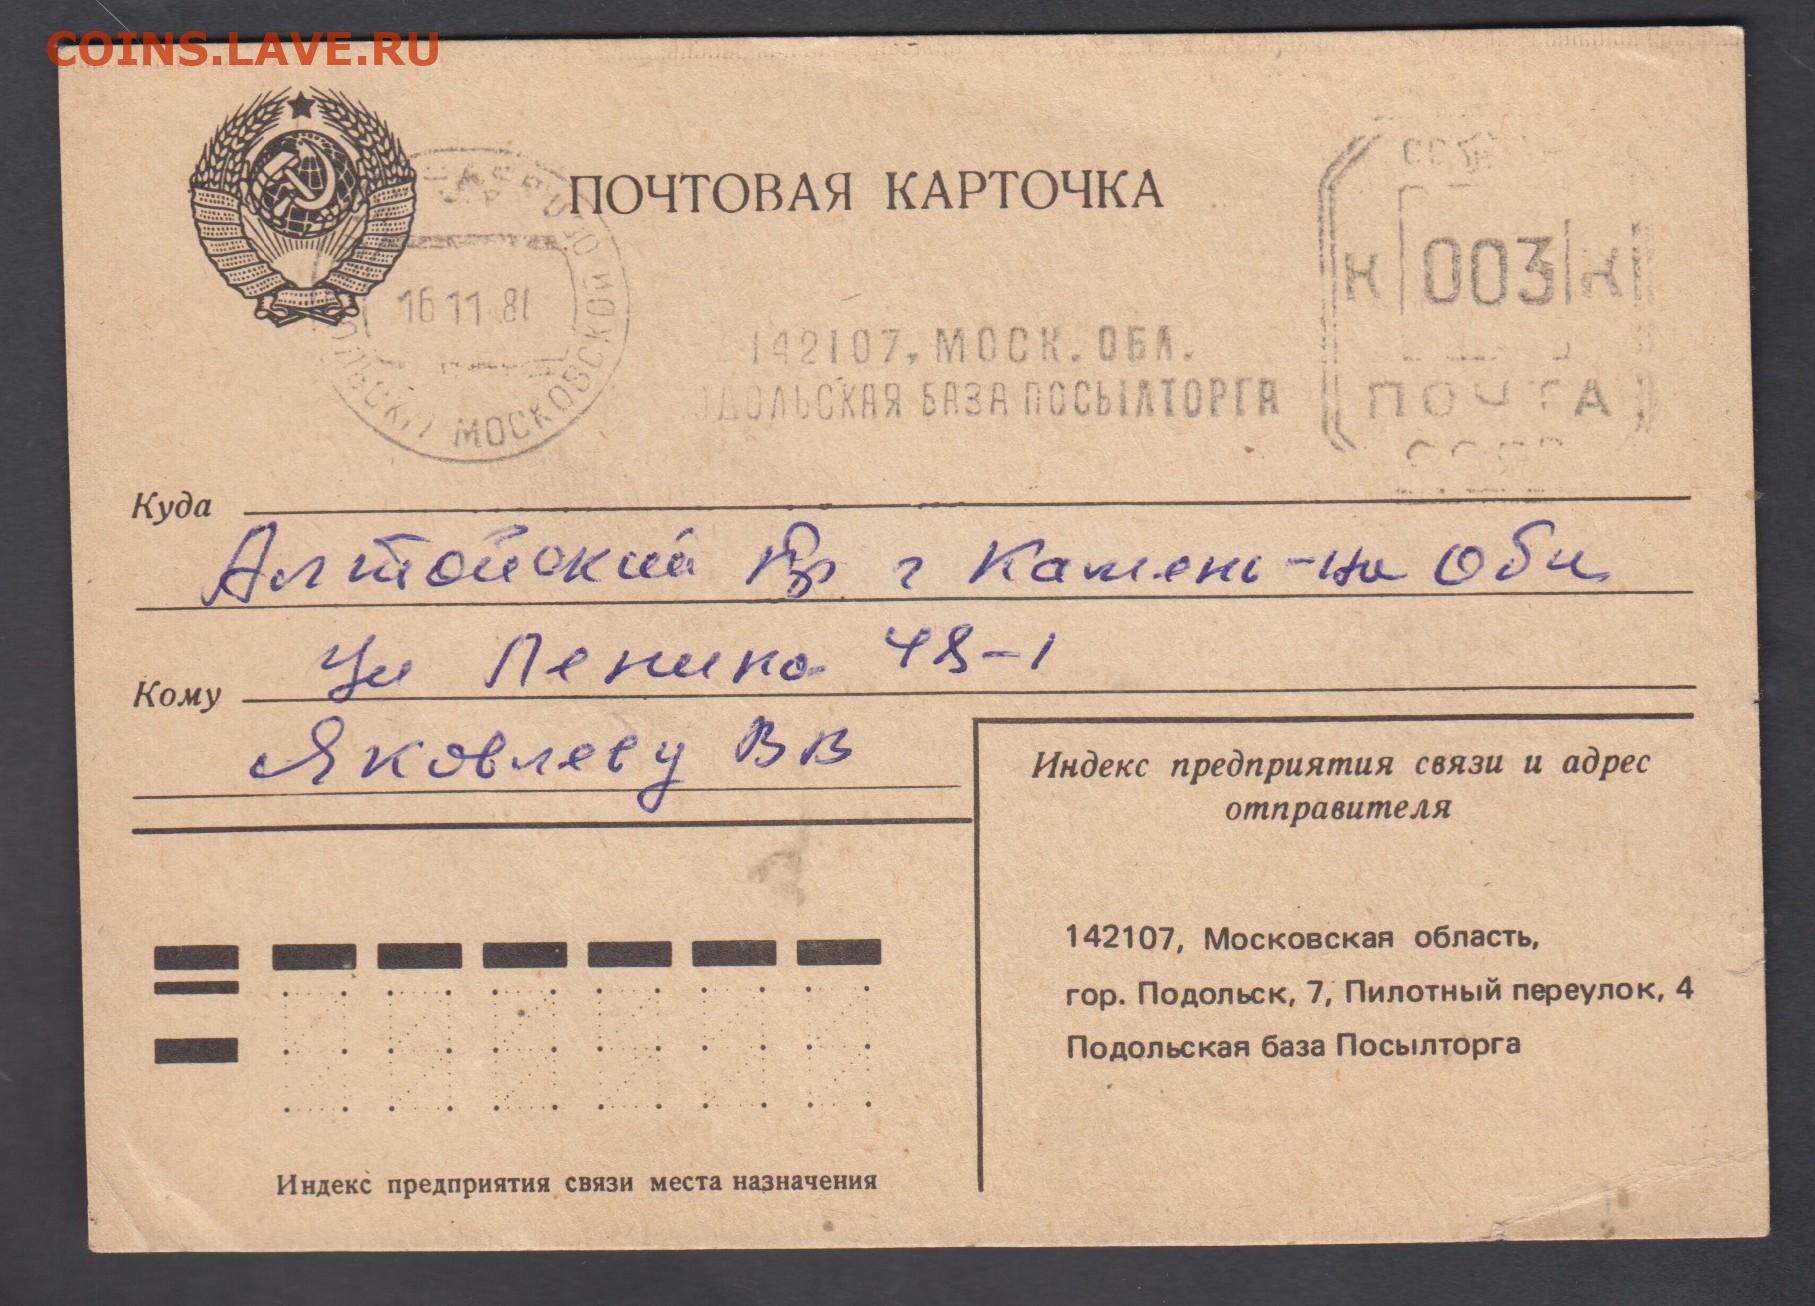 COINS.LAVE.RU
ПОЧТОВАЯ КАРТОЧКА
16 11 81
МОСКОВСКОЙ
142107, МОСК. ОБЛ.
БАЗА ПОСЫЛТОРГА
К 003 К
ПОЧТА
Куда
Алтайский кр г Камень-на Оби
ул Ленина 48-1
Кому
Яковлеву В В
Индекс предприятия связи и адрес
отправителя
142107, Московская область,
гор. Подольск, 7, Пилотный переулок, 4
Подольская база Посылторга
Индекс предприятия связи места назначения